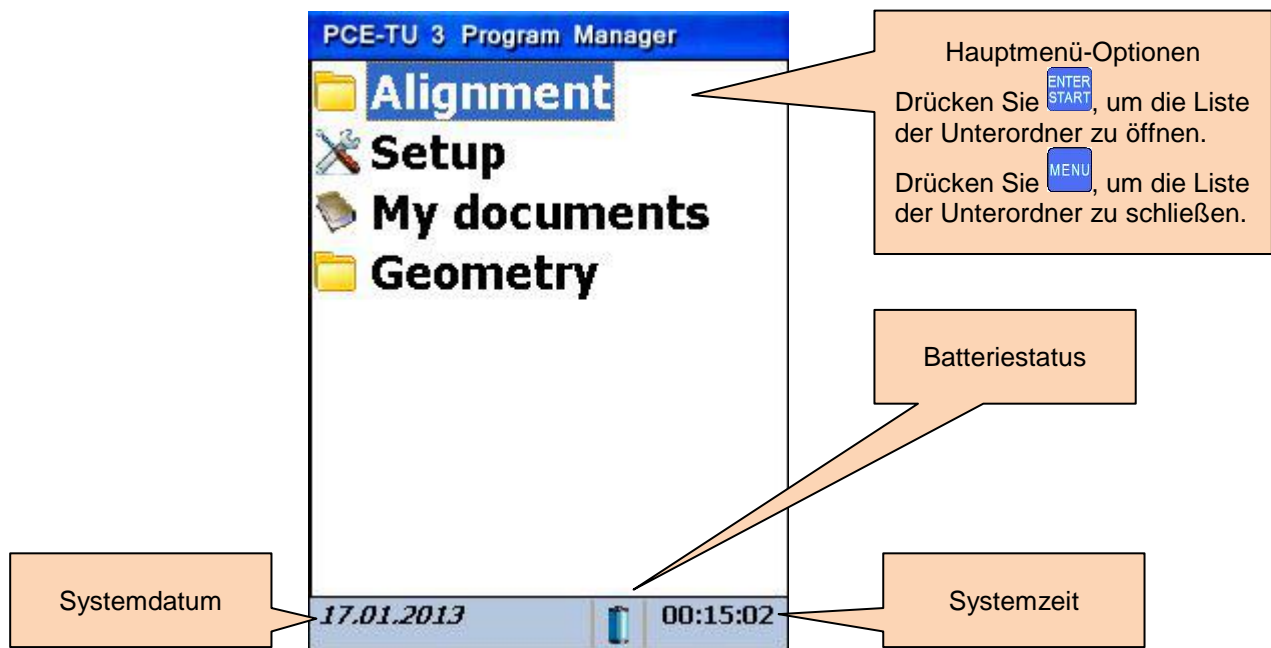 PCE-TU 3 Program Manager
Alignment
Setup
My documents
Geometry
17.01.2013
00:15:02
Hauptmenü-Optionen
Drücken Sie ENTER START, um die Liste
der Unterordner zu öffnen.
Drücken Sie MENU, um die Liste
der Unterordner zu schließen.
Batteriestatus
Systemdatum
Systemzeit